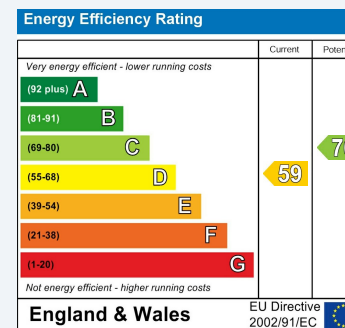 Energy Efficiency Rating
Current
Very energy efficient - lower running costs
(92 plus) A
(81-91) B
(69-80) C
(55-68) D
59
(39-54) E
(21-38) F
(1-20) G
Not energy efficient - higher running costs
England & Wales
EU Directive
2002/91/EC